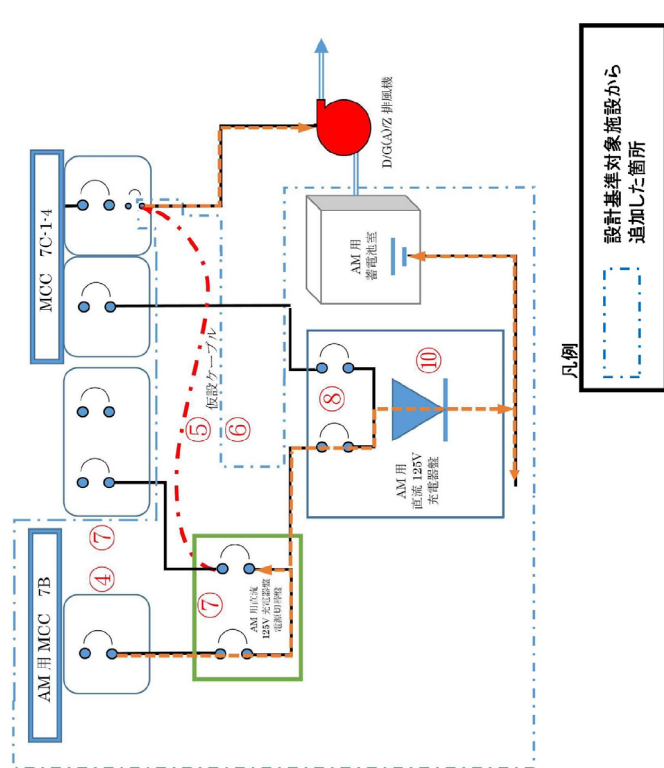 AM 用 MCC　7B
MCC　7C-1-4
④
⑦
⑤
仮設ケーブル
⑥
⑦
AM 用直流
125V 充電器盤
電源切替盤
⑧
⑩
AM 用
直流 125V
充電器盤
AM 用
蓄電池室
D/G(A)/Z 排風機
凡例
設計基準対象施設から
追加した箇所